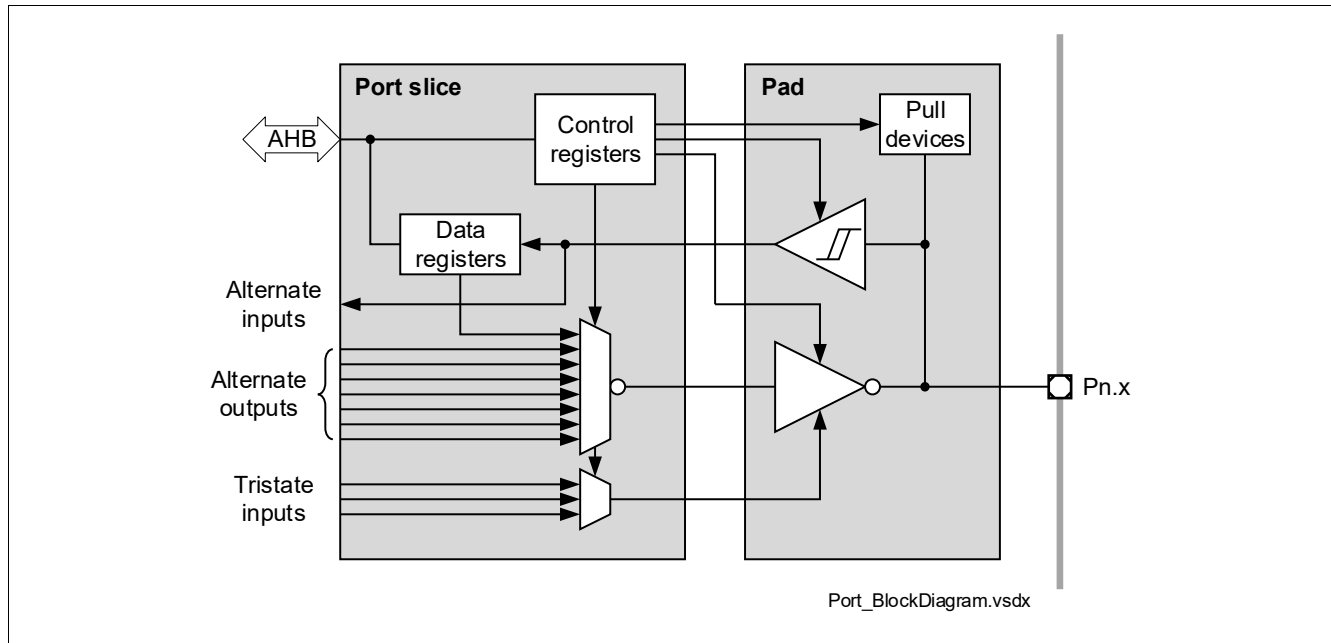 Port slice
Pad
AHB
Control
registers
Pull
devices
Data
registers
Alternate
inputs
Alternate
outputs
Pn.x
Tristate
inputs
Port_BlockDiagram.vsdx